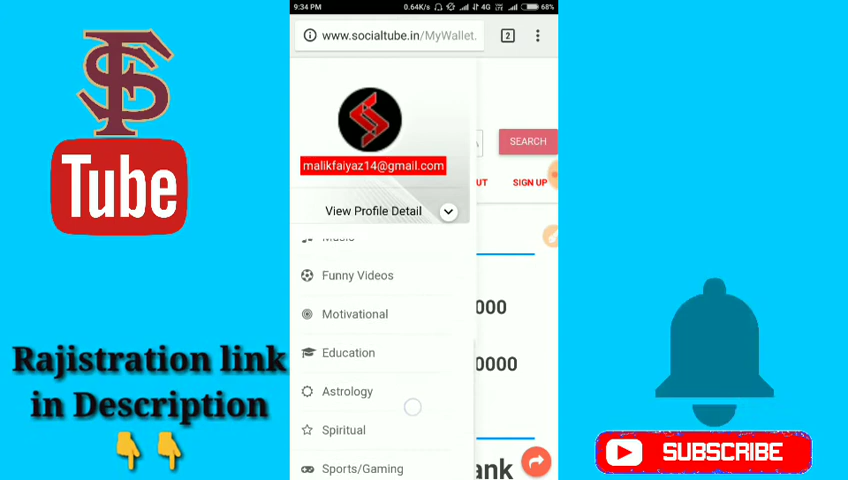 9:34 PM
0.64K/s
4G
68%
www.socialtube.in/MyWallet.
2
FS
Tube
SEARCH
malikfaiyaz14@gmail.com
UT
SIGN UP
View Profile Detail
Music
Funny Videos
000
Motivational
Education
0000
Astrology
Spiritual
Sports/Gaming
ank
Rajistration link
in Description
SUBSCRIBE